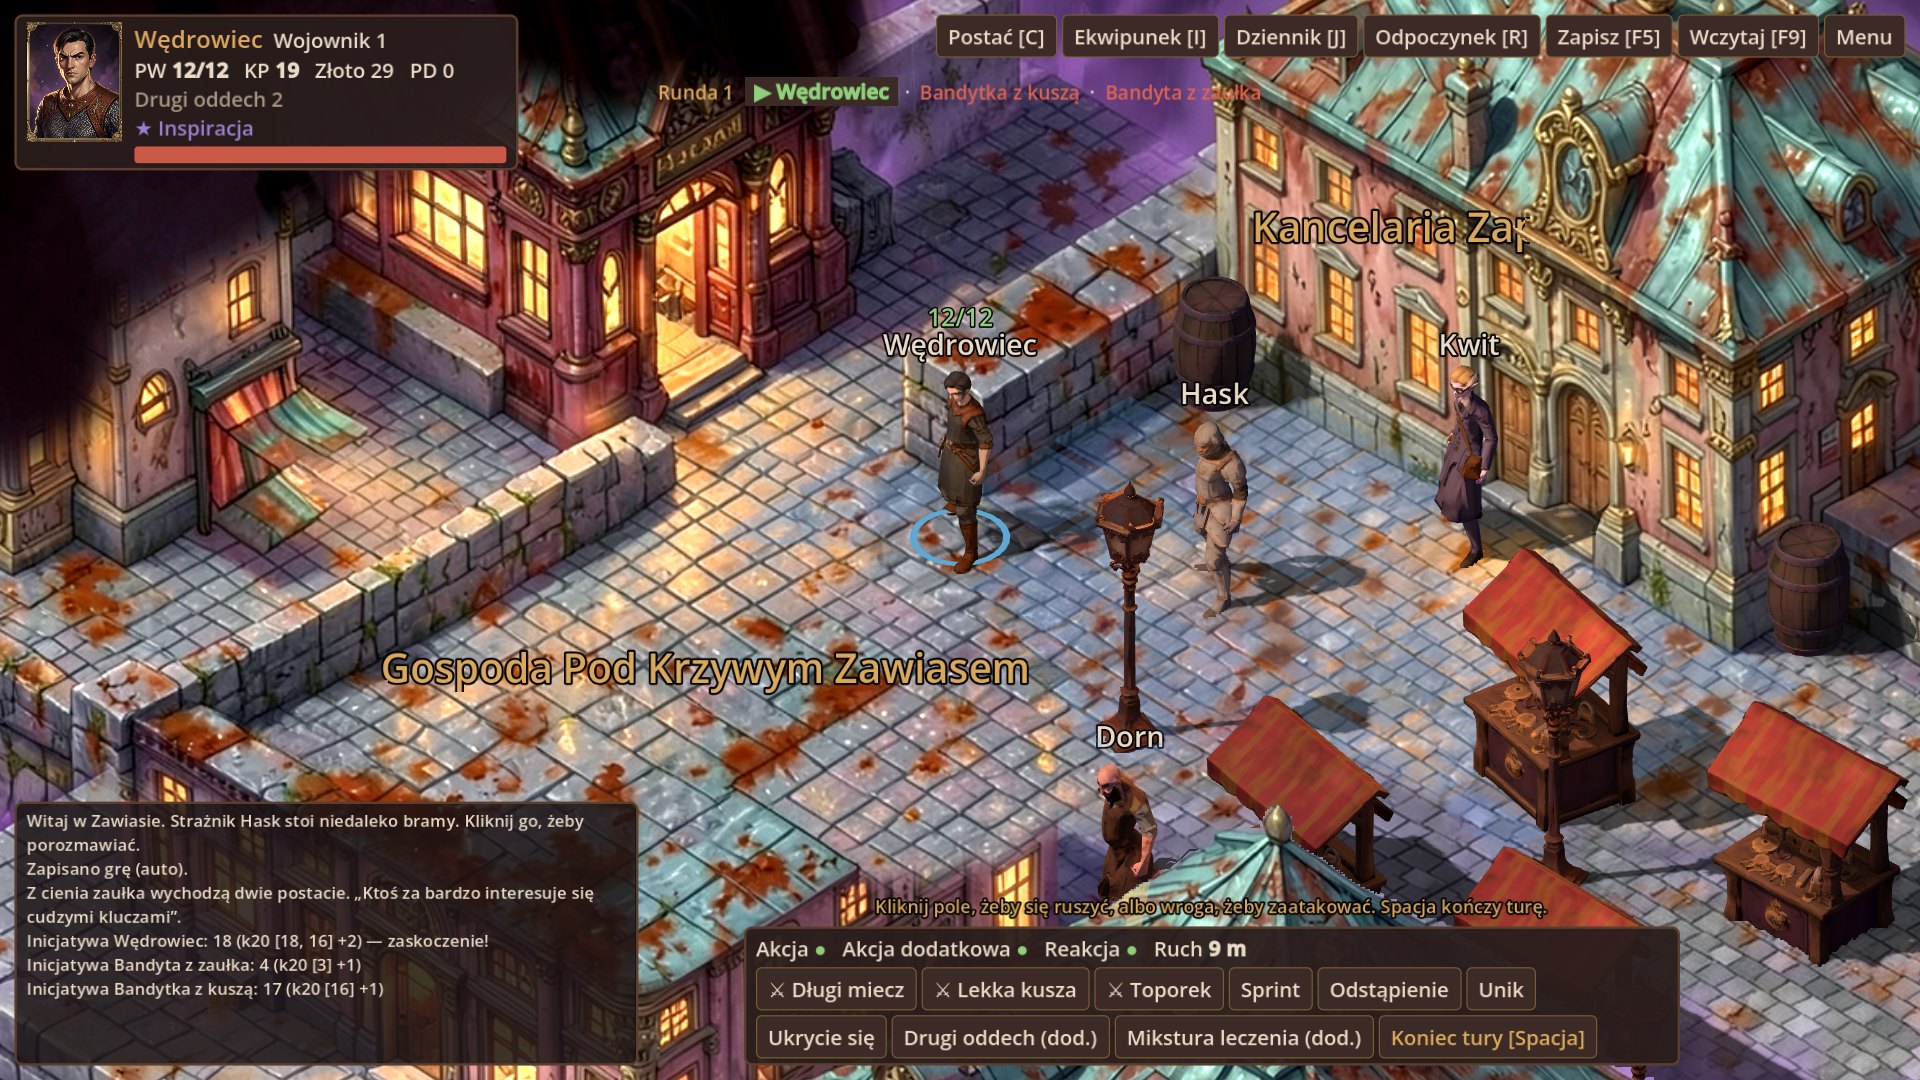 Wędrowiec Wojownik 1
PW 12/12 KP 19 Złoto 29 PD 0
Drugi oddech 2
★ Inspiracja
Postać [C] Ekwipunek [I] Dziennik [J] Odpoczynek [R] Zapisz [F5] Wczytaj [F9] Menu
Runda 1 ▶ Wędrowiec · Bandytka z kuszą · Bandyta z zaułka
Kancelaria Zap
12/12
Wędrowiec
Kwit
Hask
Gospoda Pod Krzywym Zawiasem
Dorn
Witaj w Zawiasie. Strażnik Hask stoi niedaleko bramy. Kliknij go, żeby
porozmawiać.
Zapisano grę (auto).
Z cienia zaułka wychodzą dwie postacie. „Ktoś za bardzo interesuje się
cudzymi kluczami”.
Inicjatywa Wędrowiec: 18 (k20 [18, 16] +2) — zaskoczenie!
Inicjatywa Bandyta z zaułka: 4 (k20 [3] +1)
Inicjatywa Bandytka z kuszą: 17 (k20 [16] +1)
Kliknij pole, żeby się ruszyć, albo wroga, żeby zaatakować. Spacja kończy turę.
Akcja ● Akcja dodatkowa ● Reakcja ● Ruch 9 m
⚔ Długi miecz ⚔ Lekka kusza ⚔ Toporek Sprint Odstąpienie Unik
Ukrycie się Drugi oddech (dod.) Mikstura leczenia (dod.) Koniec tury [Spacja]